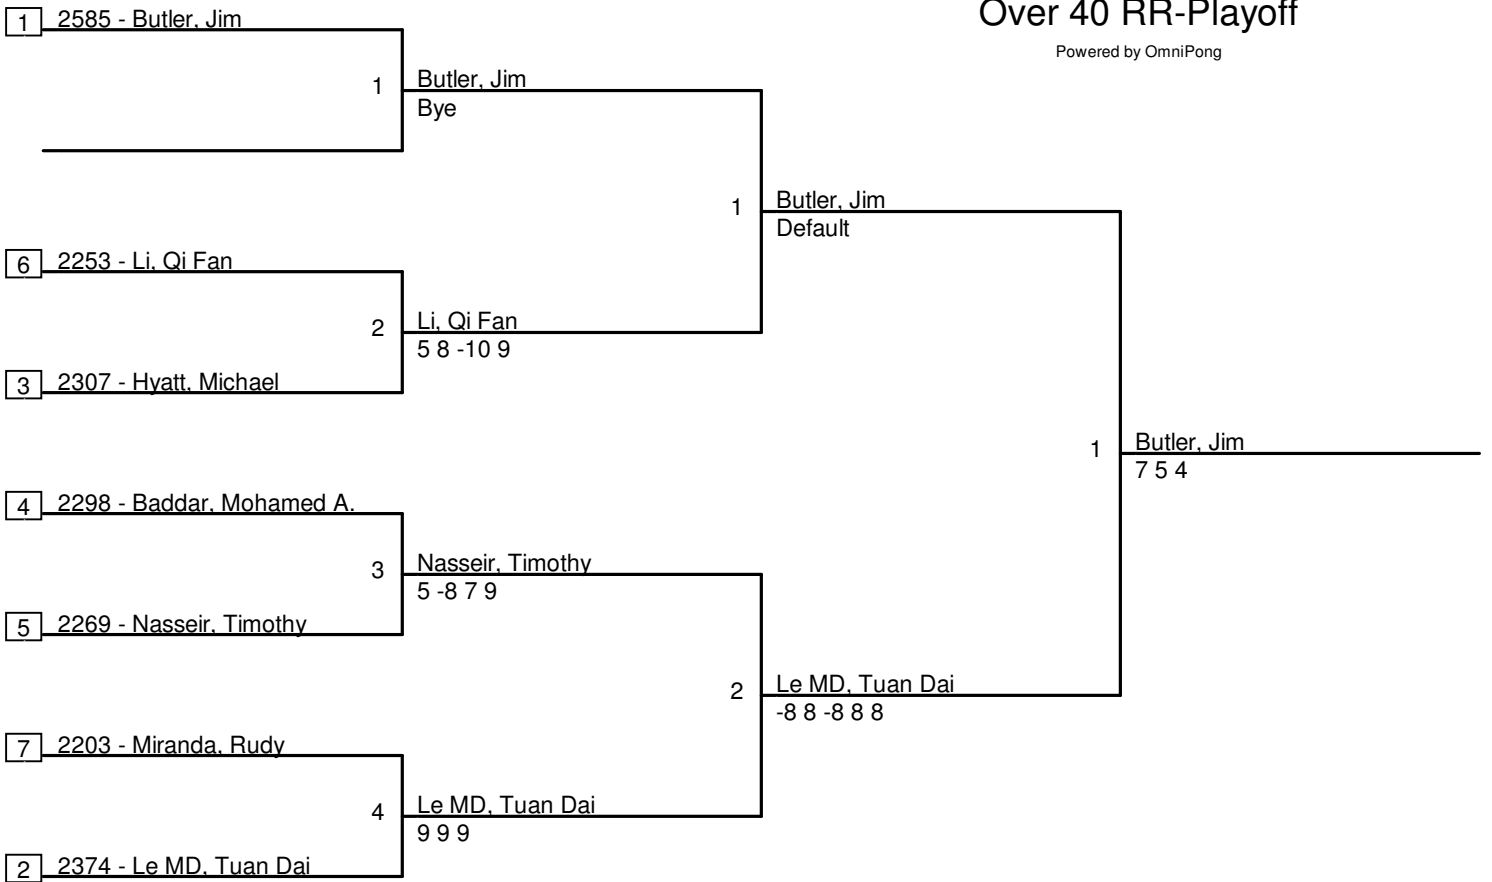 Over 40 RR-Playoff
Powered by OmniPong
1 2585 - Butler, Jim
1 Butler, Jim
Bye
1 Butler, Jim
Default
6 2253 - Li, Qi Fan
2 Li, Qi Fan
5 8 -10 9
3 2307 - Hyatt, Michael
1 Butler, Jim
7 5 4
4 2298 - Baddar, Mohamed A.
3 Nasseir, Timothy
5 -8 7 9
5 2269 - Nasseir, Timothy
2 Le MD, Tuan Dai
-8 8 -8 8 8
7 2203 - Miranda, Rudy
4 Le MD, Tuan Dai
9 9 9
2 2374 - Le MD, Tuan Dai